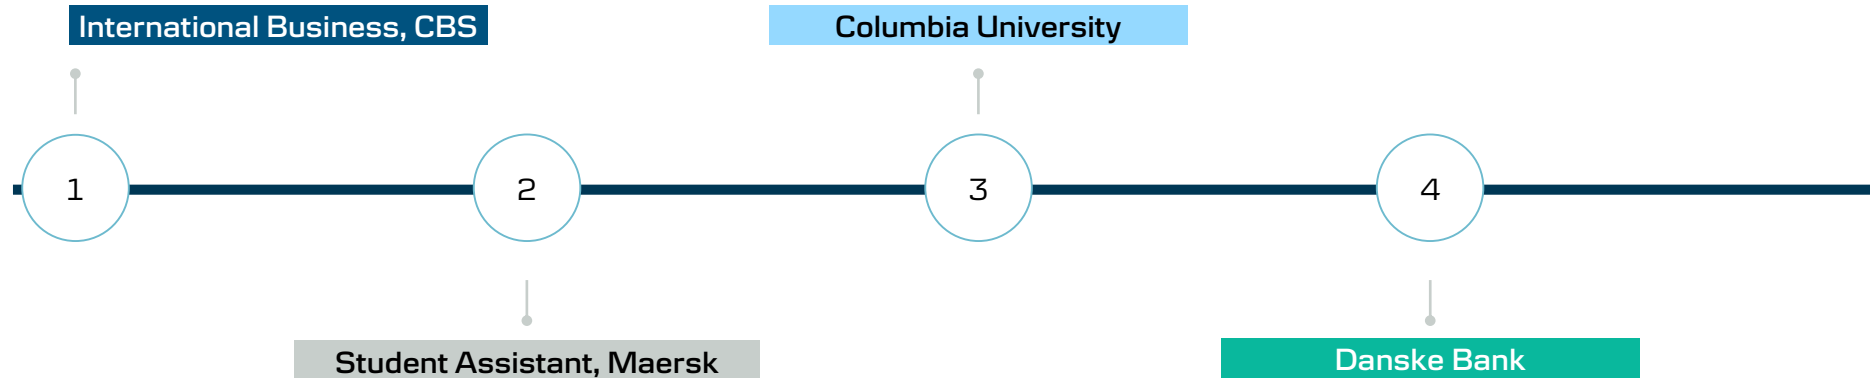 International Business, CBS
Columbia University
1
2
3
4
Student Assistant, Maersk
Danske Bank